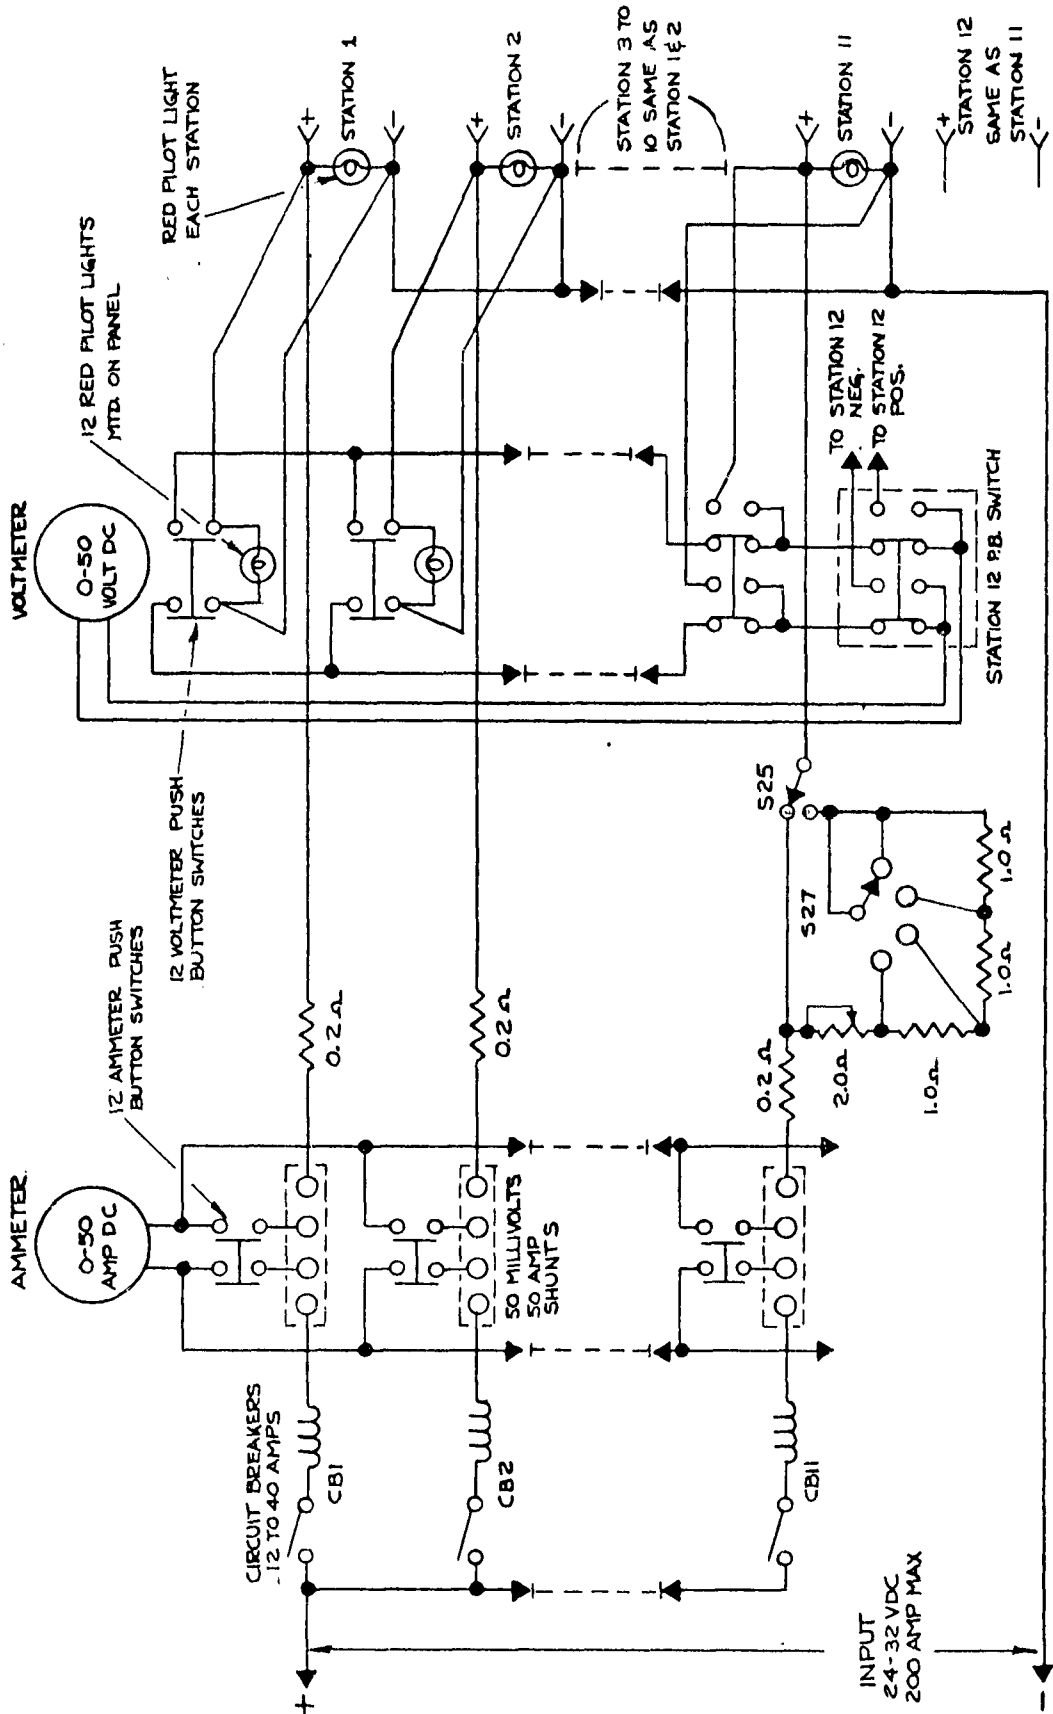 AMMETER
0-50
AMP DC
12 AMMETER PUSH
BUTTON SWITCHES
12 VOLTMETER PUSH
BUTTON SWITCHES
VOLTMETER
0-50
VOLT DC
12 RED PILOT LIGHTS
MTD. ON PANEL
RED PILOT LIGHT
EACH STATION
CIRCUIT BREAKERS
12 TO 40 AMPS
CB1
0.2 Ω
+
STATION 1
-
CB2
50 MILLIVOLTS
50 AMP
SHUNTS
0.2 Ω
+
STATION 2
-
STATION 3 TO
10 SAME AS
STATION 1 & 2
CB11
0.2 Ω
2.0Ω
1.0Ω
1.0Ω
1.0Ω
S27
S25
TO STATION 12
NEG.
TO STATION 12
POS.
STATION 12 P.B. SWITCH
+
STATION 11
-
+
STATION 12
SAME AS
STATION 11
-
+
INPUT
24-32 VDC
200 AMP MAX
-